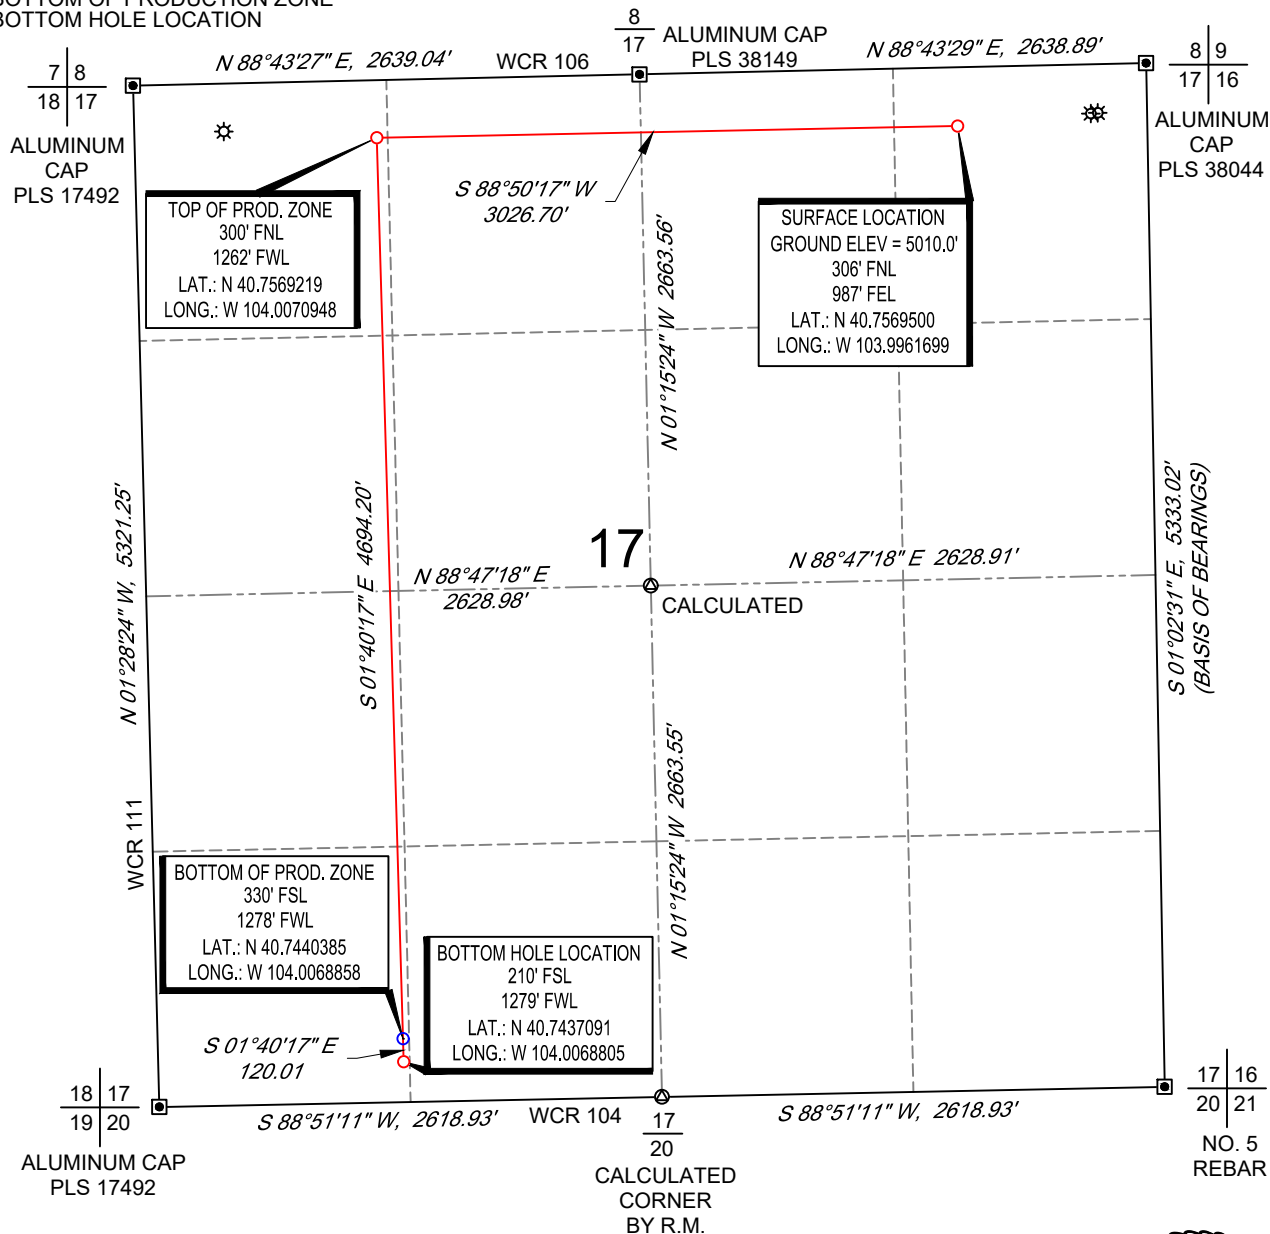 BOTTOM OF PRODUCTION ZONE
BOTTOM HOLE LOCATION
8
17
ALUMINUM CAP
PLS 38149
N 88°43'27" E, 2639.04'
WCR 106
N 88°43'29" E, 2638.89'
7 8
18 17
ALUMINUM
CAP
PLS 17492
8 9
17 16
ALUMINUM
CAP
PLS 38044
TOP OF PROD. ZONE
300' FNL
1262' FWL
LAT.: N 40.7569219
LONG.: W 104.0070948
S 88°50'17" W
3026.70'
SURFACE LOCATION
GROUND ELEV = 5010.0'
306' FNL
987' FEL
LAT.: N 40.7569500
LONG.: W 103.9961699
N 01°15'24" W 2663.56'
N 01°28'24" W, 5321.25'
S 01°40'17" E 4694.20'
17
N 88°47'18" E
2628.98'
N 88°47'18" E 2628.91'
CALCULATED
S 01°02'31" E, 5333.02'
(BASIS OF BEARINGS)
N 01°15'24" W 2663.55'
WCR 111
BOTTOM OF PROD. ZONE
330' FSL
1278' FWL
LAT.: N 40.7440385
LONG.: W 104.0068858
BOTTOM HOLE LOCATION
210' FSL
1279' FWL
LAT.: N 40.7437091
LONG.: W 104.0068805
S 01°40'17" E
120.01
18 17
19 20
ALUMINUM CAP
PLS 17492
S 88°51'11" W, 2618.93'
WCR 104
17
20
CALCULATED
CORNER
BY R.M.
S 88°51'11" W, 2618.93'
17 16
20 21
NO. 5
REBAR